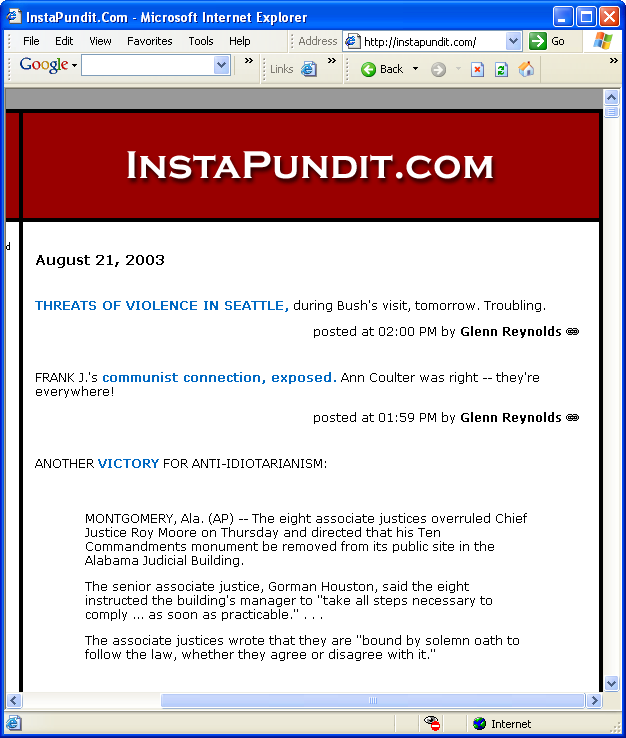 InstaPundit.Com - Microsoft Internet Explorer
File Edit View Favorites Tools Help Address http://instapundit.com/ Go
Google » Links » Back »
INSTAPUNDIT.COM
d
August 21, 2003
THREATS OF VIOLENCE IN SEATTLE, during Bush's visit, tomorrow. Troubling.
posted at 02:00 PM by Glenn Reynolds
FRANK J.'s communist connection, exposed. Ann Coulter was right -- they're
everywhere!
posted at 01:59 PM by Glenn Reynolds
ANOTHER VICTORY FOR ANTI-IDIOTARIANISM:
MONTGOMERY, Ala. (AP) -- The eight associate justices overruled Chief
Justice Roy Moore on Thursday and directed that his Ten
Commandments monument be removed from its public site in the
Alabama Judicial Building.
The senior associate justice, Gorman Houston, said the eight
instructed the building's manager to "take all steps necessary to
comply ... as soon as practicable." . . .
The associate justices wrote that they are "bound by solemn oath to
follow the law, whether they agree or disagree with it."
Internet